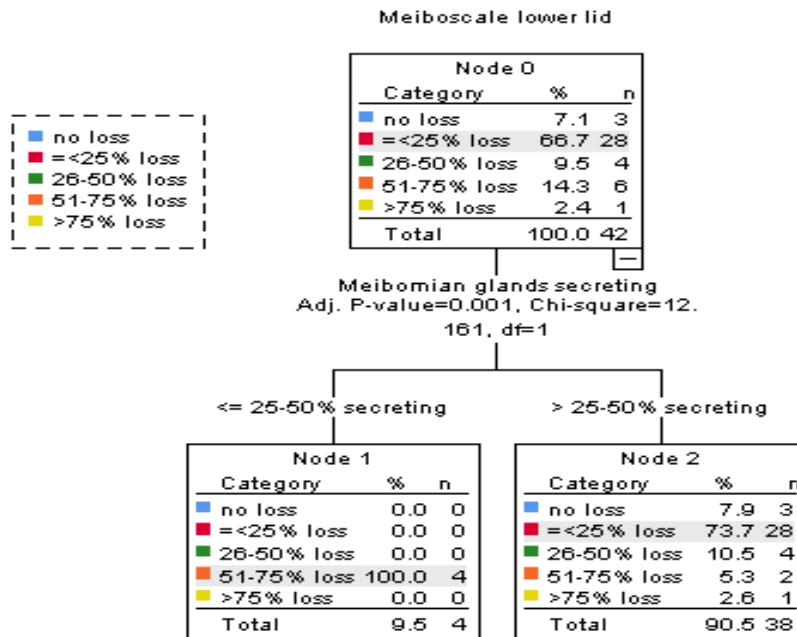 Meiboscale lower lid
no loss
=<25% loss
26-50% loss
51-75% loss
>75% loss
Node 0
Category % n
no loss 7.1 3
=<25% loss 66.7 28
26-50% loss 9.5 4
51-75% loss 14.3 6
>75% loss 2.4 1
Total 100.0 42
Meibomian glands secreting
Adj. P-value=0.001, Chi-square=12.
161, df=1
<= 25-50% secreting
> 25-50% secreting
Node 1
Category % n
no loss 0.0 0
=<25% loss 0.0 0
26-50% loss 0.0 0
51-75% loss 100.0 4
>75% loss 0.0 0
Total 9.5 4
Node 2
Category % n
no loss 7.9 3
=<25% loss 73.7 28
26-50% loss 10.5 4
51-75% loss 5.3 2
>75% loss 2.6 1
Total 90.5 38